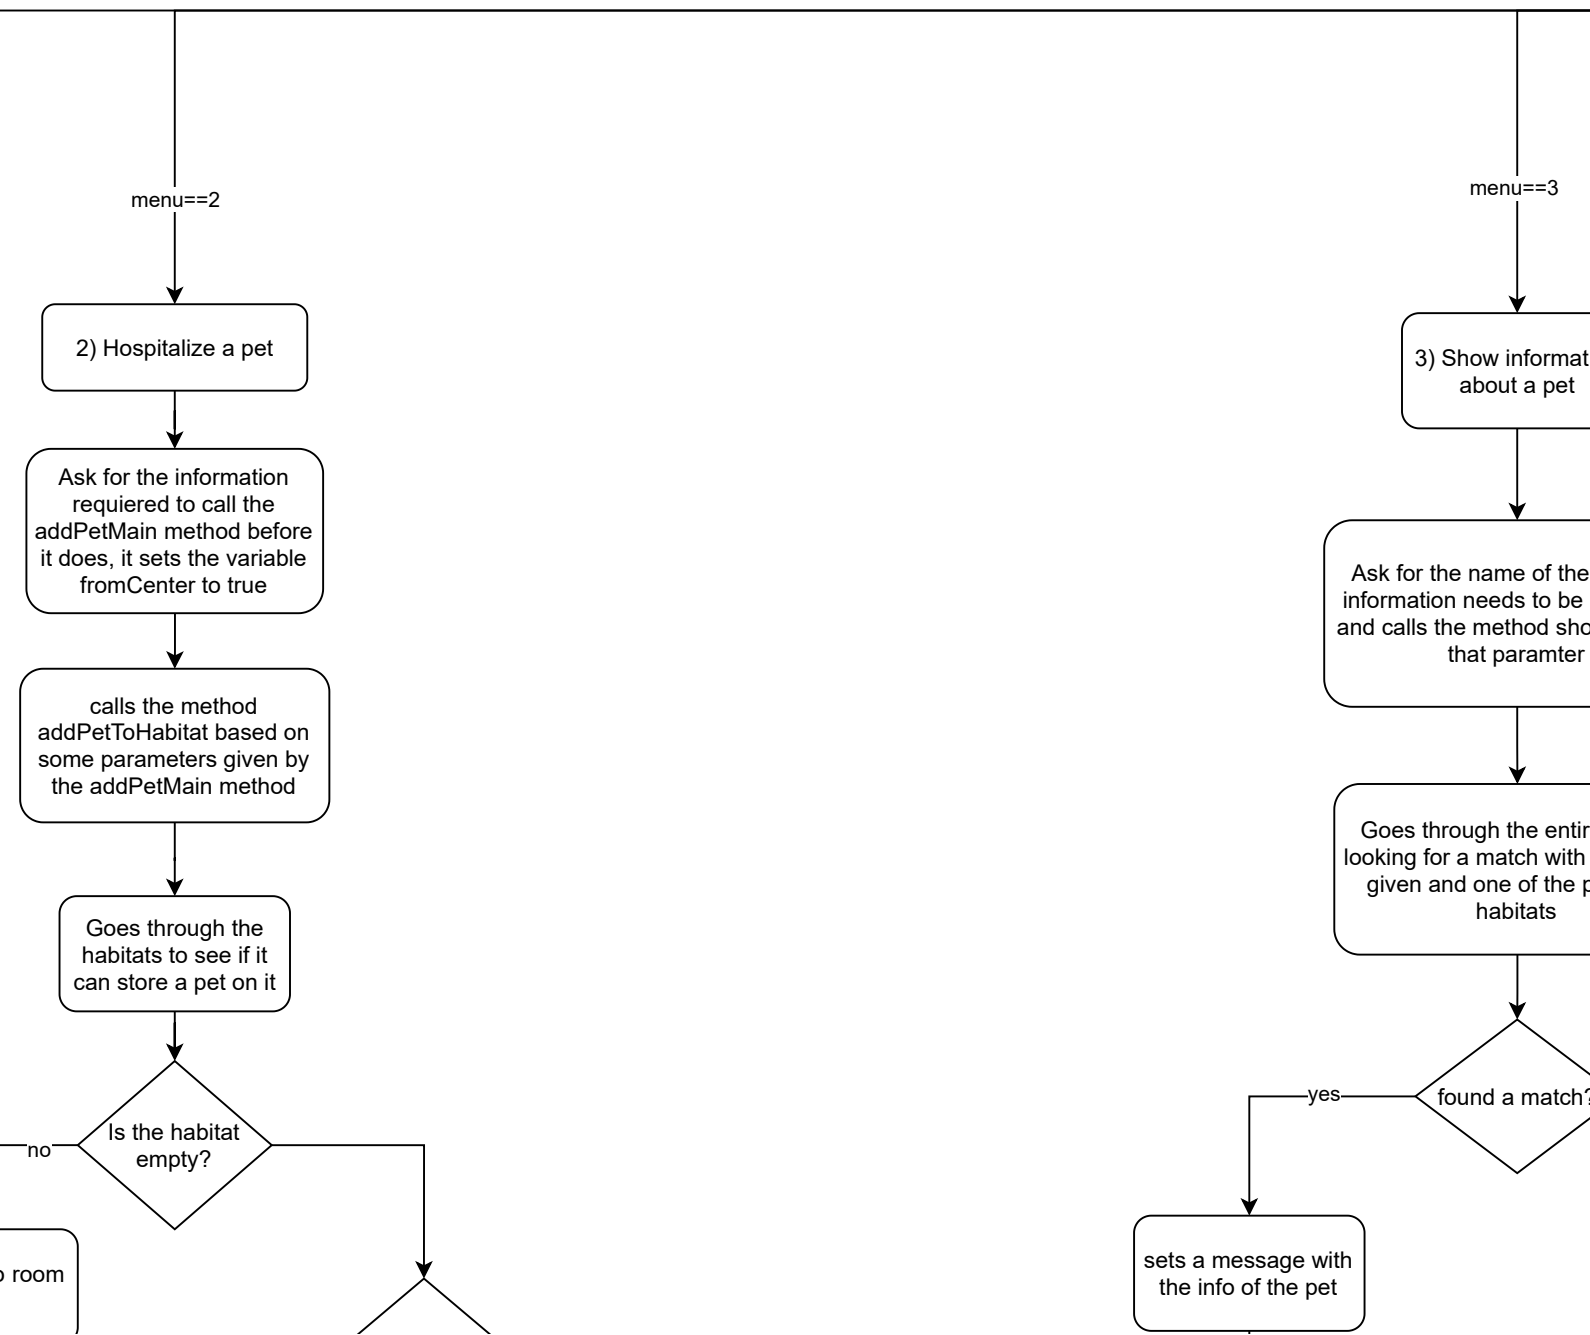 menu==2
2) Hospitalize a pet
Ask for the information
requiered to call the
addPetMain method before
it does, it sets the variable
fromCenter to true
calls the method
addPetToHabitat based on
some parameters given by
the addPetMain method
Goes through the
habitats to see if it
can store a pet on it
Is the habitat
empty?
no
room
menu==3
3) Show
about a pet
Ask for the name of the
information needs to be
and calls the method
that paramter
Goes through the
looking for a match with
given and one of the
habitats
found a match?
yes
sets a message with
the info of the pet